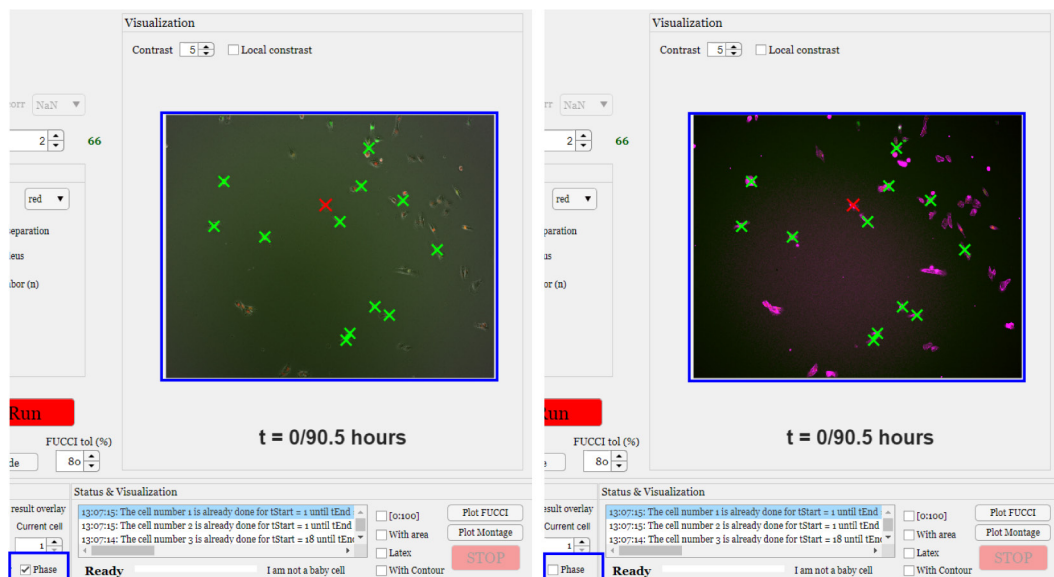 Visualization
Contrast 5 Local constrast
orr NaN
2 66
red
eparation
eus
bor (n)
Run
FUCCI tol (%)
de 80
t = 0/90.5 hours
Status & Visualization
result overlay
Current cell
1
Phase
13:07:15: The cell number 1 is already done for tStart = 1 until tEnd
13:07:15: The cell number 2 is already done for tStart = 1 until tEnd
13:07:14: The cell number 3 is already done for tStart = 18 until tEn
Ready I am not a baby cell
[0:100]
With area
Latex
With Contour
Plot FUCCI
Plot Montage
STOP
Visualization
Contrast 5 Local constrast
orr NaN
2 66
red
paration
eus
bor (n)
un
FUCCI tol (%)
80
t = 0/90.5 hours
Status & Visualization
sult overlay
Current cell
1
Phase
13:07:15: The cell number 1 is already done for tStart = 1 until tEnd
13:07:15: The cell number 2 is already done for tStart = 1 until tEnd
13:07:14: The cell number 3 is already done for tStart = 18 until tEn
Ready I am not a baby cell
[0:100]
With area
Latex
With Contour
Plot FUCCI
Plot Montage
STOP